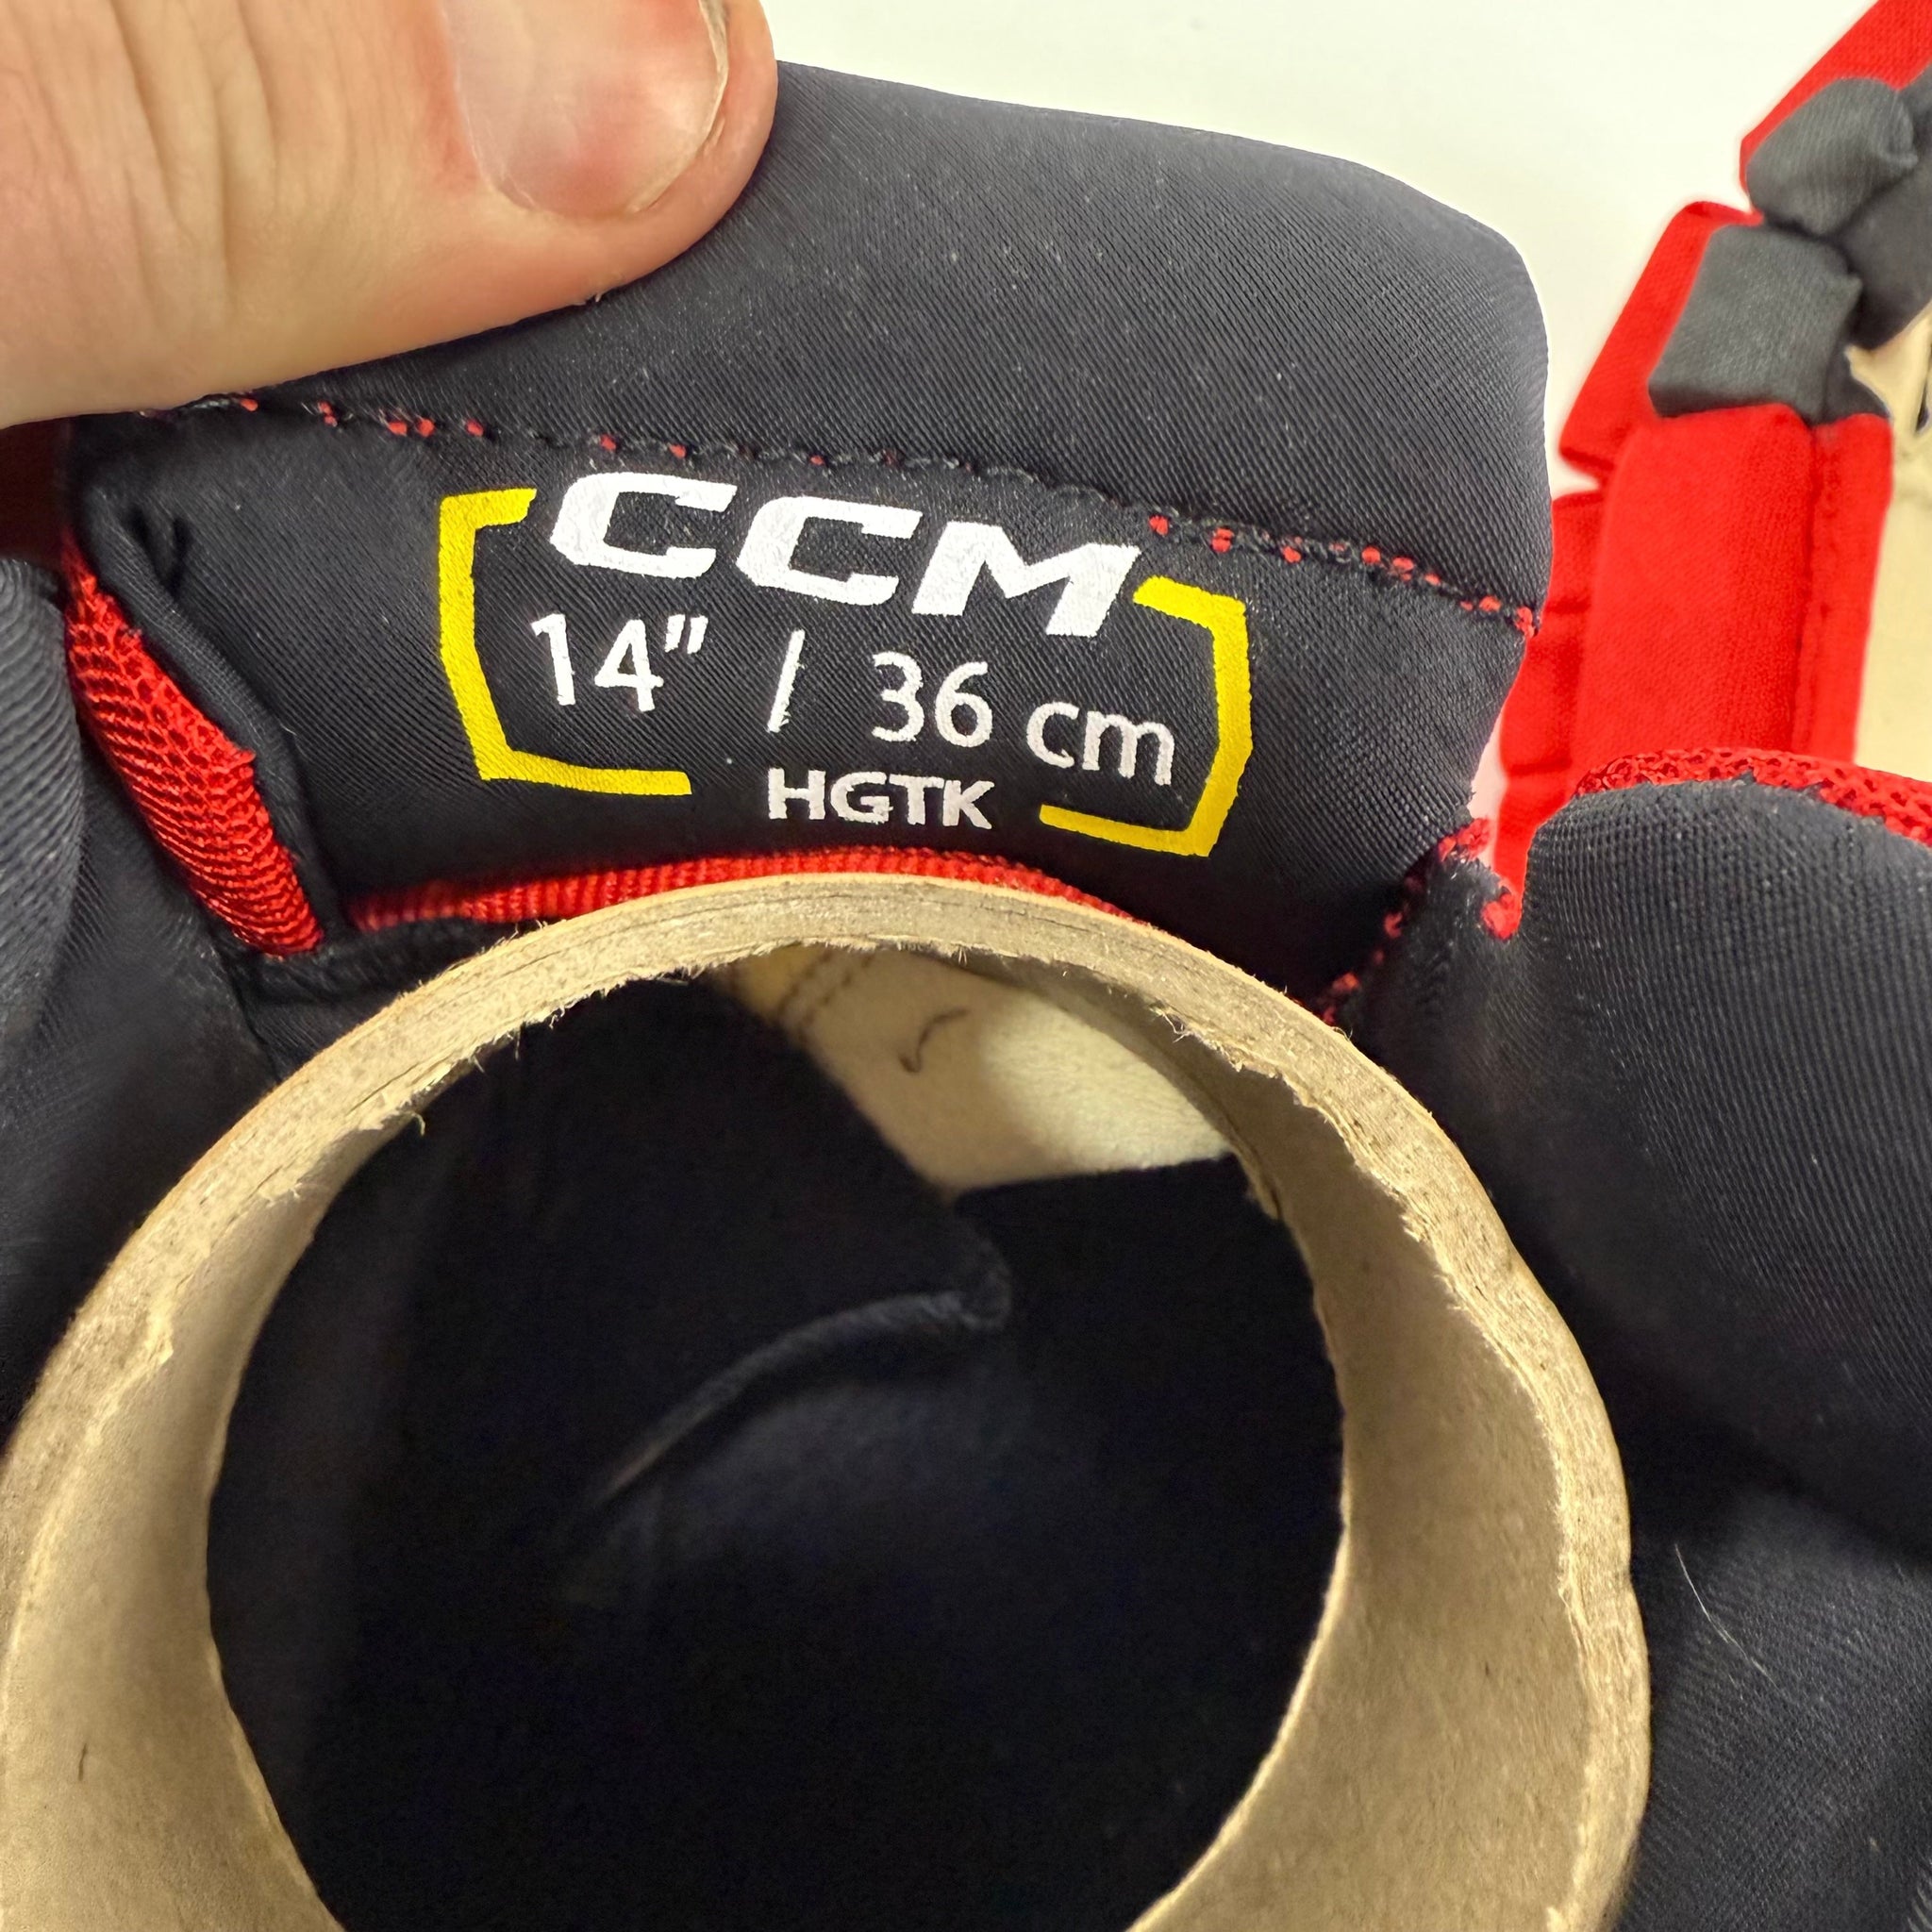 CCM
14" / 36 cm
HGTK